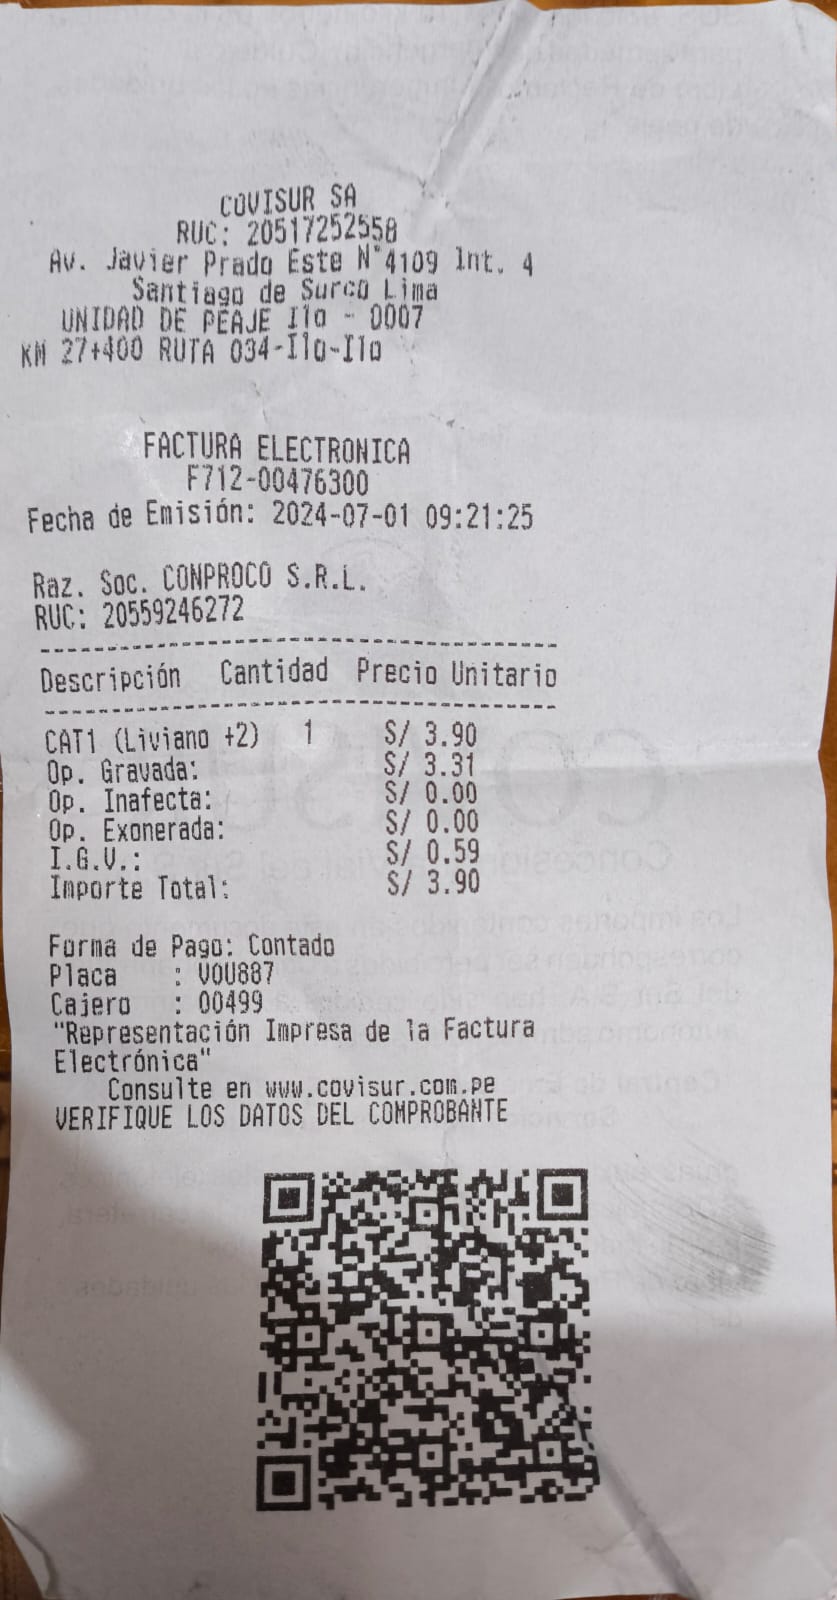 COVISUR SA
RUC: 20517252558
Av. Javier Prado Este N°4109 Int. 4
Santiago de Surco Lima
UNIDAD DE PEAJE Ilo - 0007
KM 27+400 RUTA 034-Ilo-Ilo
FACTURA ELECTRONICA
F712-00476300
Fecha de Emisión: 2024-07-01 09:21:25
Raz. Soc. CONPROCO S.R.L.
RUC: 20559246272
Descripción Cantidad Precio Unitario
CAT1 (Liviano +2) 1 S/ 3.90
Op. Gravada: S/ 3.31
Op. Inafecta: S/ 0.00
Op. Exonerada: S/ 0.00
I.G.V.: S/ 0.59
Importe Total: S/ 3.90
Forma de Pago: Contado
Placa : VOU887
Cajero : 00499
"Representación Impresa de la Factura
Electrónica"
Consulte en www.covisur.com.pe
VERIFIQUE LOS DATOS DEL COMPROBANTE